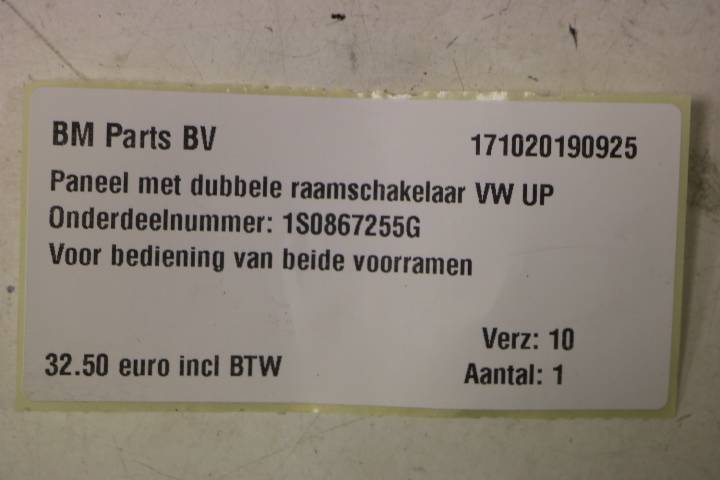 BM Parts BV 171020190925
Paneel met dubbele raamschakelaar VW UP
Onderdeelnummer: 1S0867255G
Voor bediening van beide voorramen
Verz: 10
32.50 euro incl BTW Aantal: 1